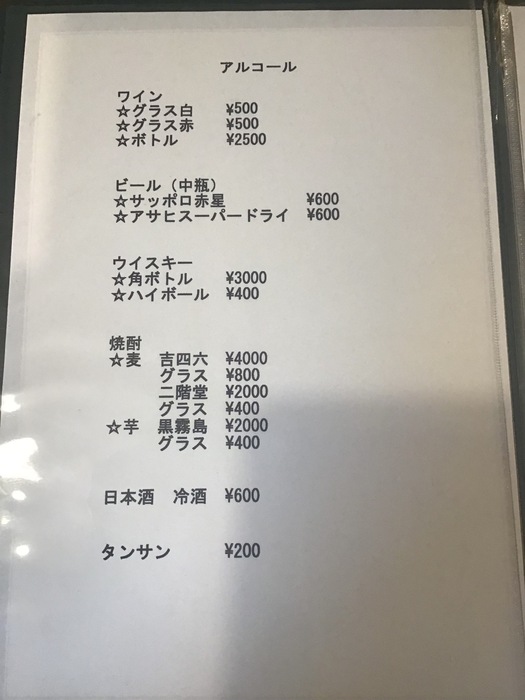 アルコール
ワイン
☆グラス白 ¥500
☆グラス赤 ¥500
☆ボトル ¥2500
ビール（中瓶）
☆サッポロ赤星 ¥600
☆アサヒスーパードライ ¥600
ウイスキー
☆角ボトル ¥3000
☆ハイボール ¥400
焼酎
☆麦 吉四六 ¥4000
グラス ¥800
二階堂 ¥2000
グラス ¥400
☆芋 黒霧島 ¥2000
グラス ¥400
日本酒 冷酒 ¥600
タンサン ¥200